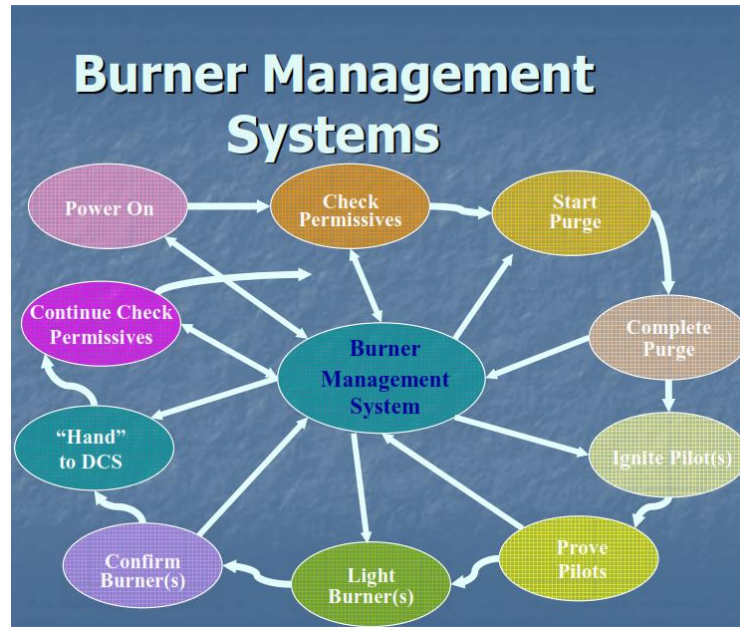 Burner Management
Systems
Power On
Check
Permissives
Start
Purge
Continue Check
Permissives
Complete
Purge
Burner
Management
System
“Hand”
to DCS
Ignite Pilot(s)
Confirm
Burner(s)
Light
Burner(s)
Prove
Pilots